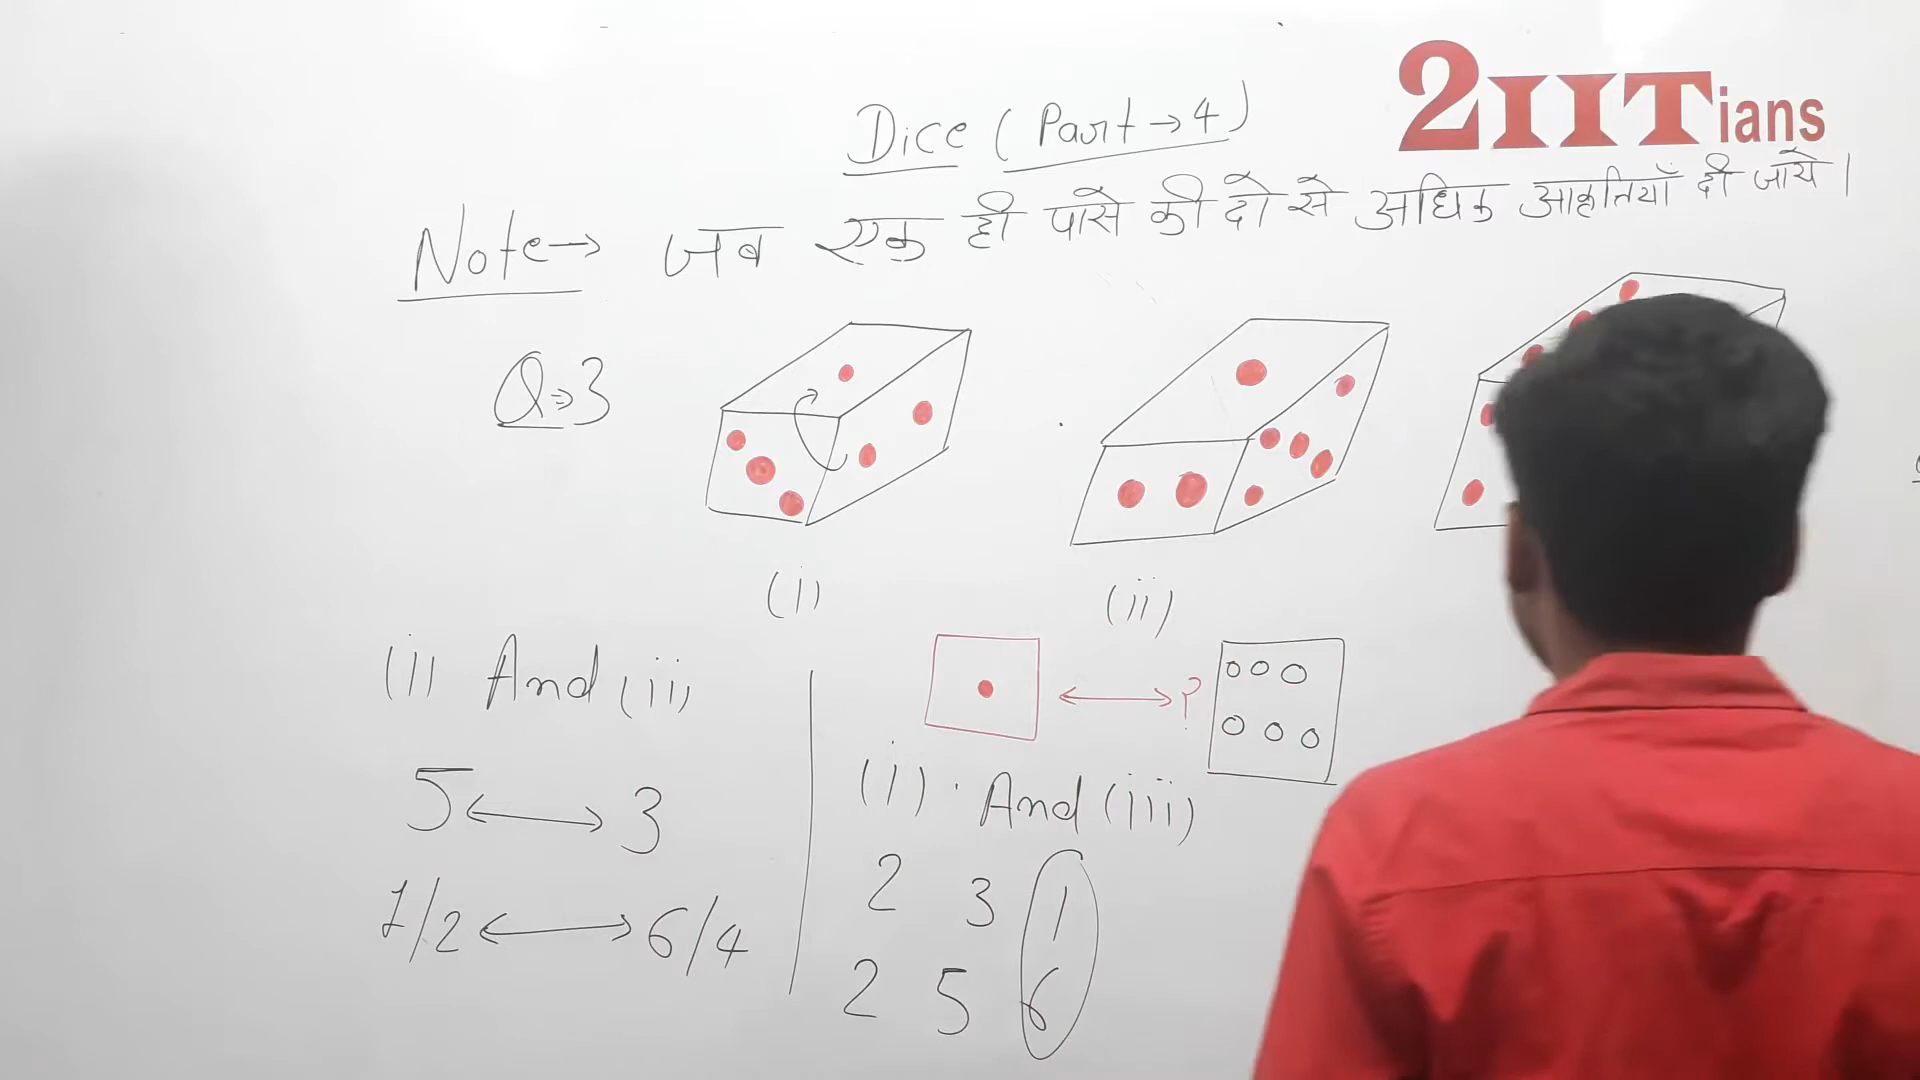 2IITians
Dice (Part→4)
Note→ जब एक ही पासे की दो से अधिक आकृतियाँ दी जाये।
Q⇒3
(i) (ii)
(i) And (ii)
5↔3
1/2↔6/4
↔?
(i) And (iii)
2 3 1
2 5 6